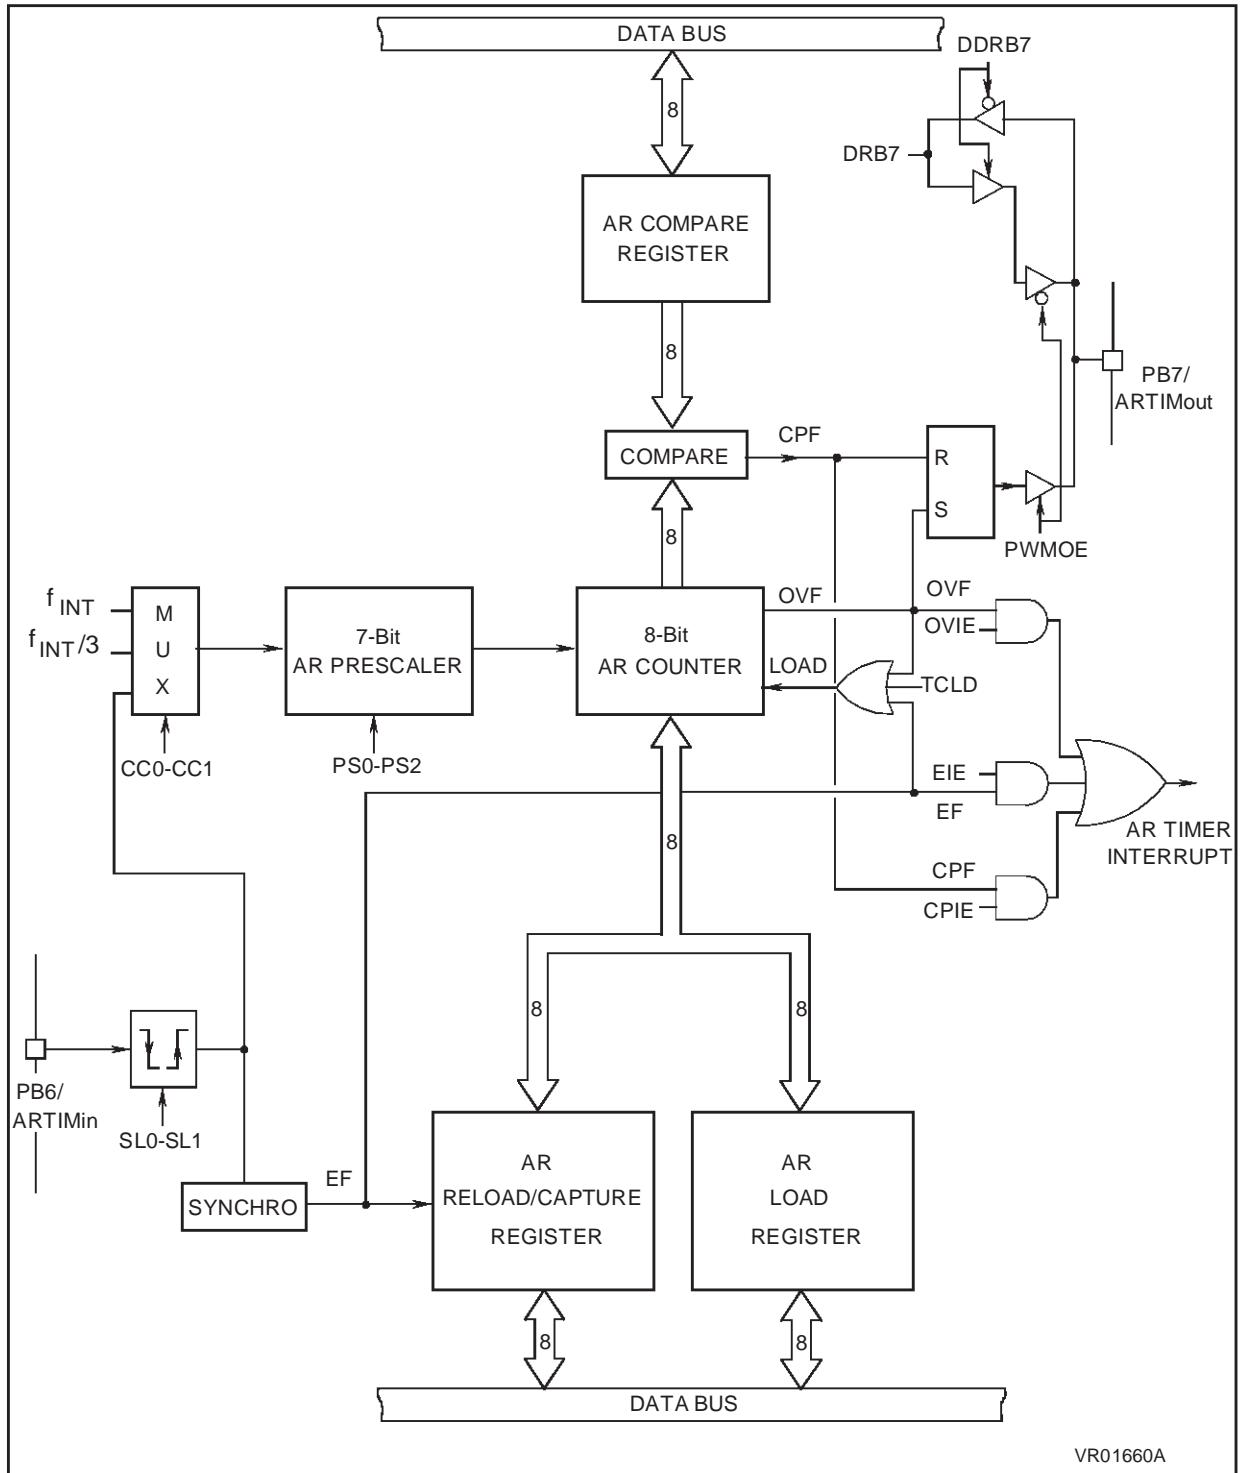 DATA BUS
DDRB7
8
DRB7
AR COMPARE
REGISTER
8
PB7/
ARTIMout
CPF
COMPARE
R
S
8
PWMOE
fINT
fINT/3
M
U
X
7-Bit
AR PRESCALER
8-Bit
AR COUNTER
OVF
OVF
OVIE
LOAD
TCLD
CC0-CC1
PS0-PS2
EIE
EF
AR TIMER
INTERRUPT
8
CPF
CPIE
8
8
PB6/
ARTIMin
SL0-SL1
EF
SYNCHRO
AR
RELOAD/CAPTURE
REGISTER
AR
LOAD
REGISTER
8
8
DATA BUS
VR01660A